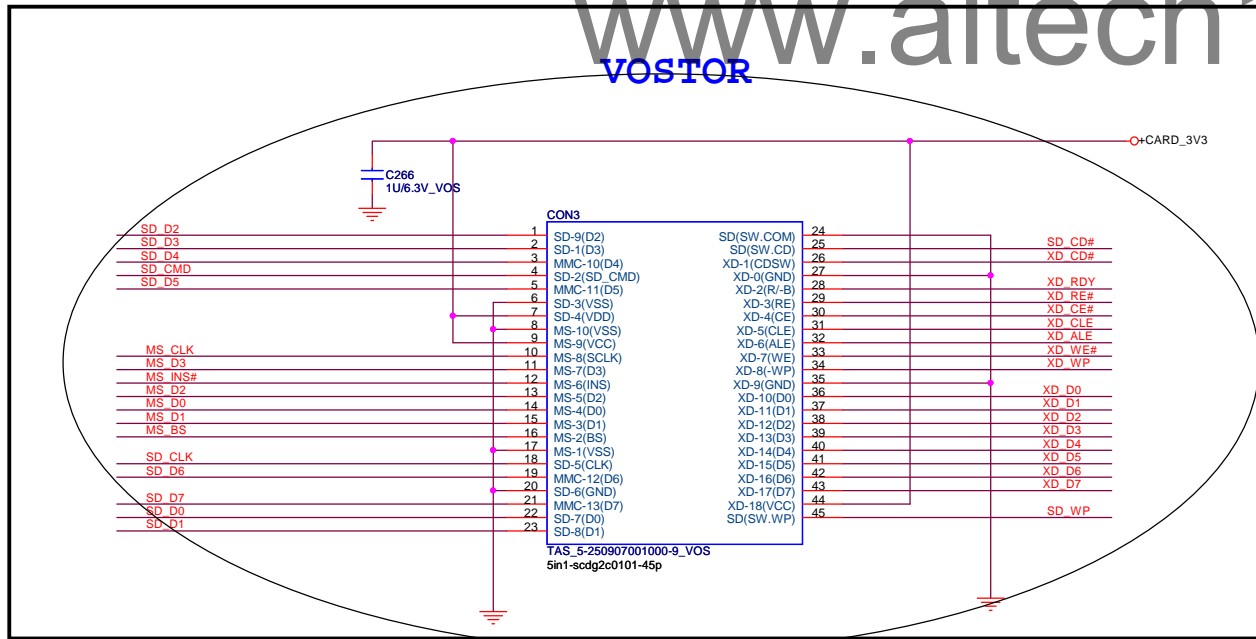 www.aitech
VOSTOR
+CARD_3V3
C266
1U/6.3V_VOS
CON3
SD_D2 1 SD-9(D2) SD(SW.COM) 24
SD_D3 2 SD-1(D3) SD(SW.CD) 25 SD_CD#
SD_D4 3 MMC-10(D4) XD-1(CDSW) 26 XD_CD#
SD_CMD 4 SD-2(SD_CMD) XD-0(GND) 27
SD_D5 5 MMC-11(D5) XD-2(R/-B) 28 XD_RDY
6 SD-3(VSS) XD-3(RE) 29 XD_RE#
7 SD-4(VDD) XD-4(CE) 30 XD_CE#
8 MS-10(VSS) XD-5(CLE) 31 XD_CLE
9 MS-9(VCC) XD-6(ALE) 32 XD_ALE
MS_CLK 10 MS-8(SCLK) XD-7(WE) 33 XD_WE#
MS_D3 11 MS-7(D3) XD-8(-WP) 34 XD_WP
MS_INS# 12 MS-6(INS) XD-9(GND) 35
MS_D2 13 MS-5(D2) XD-10(D0) 36 XD_D0
MS_D0 14 MS-4(D0) XD-11(D1) 37 XD_D1
MS_D1 15 MS-3(D1) XD-12(D2) 38 XD_D2
MS_BS 16 MS-2(BS) XD-13(D3) 39 XD_D3
17 MS-1(VSS) XD-14(D4) 40 XD_D4
SD_CLK 18 SD-5(CLK) XD-15(D5) 41 XD_D5
SD_D6 19 MMC-12(D6) XD-16(D6) 42 XD_D6
20 SD-6(GND) XD-17(D7) 43 XD_D7
SD_D7 21 MMC-13(D7) XD-18(VCC) 44
SD_D0 22 SD-7(D0) SD(SW.WP) 45 SD_WP
SD_D1 23 SD-8(D1)
TAS_5-250907001000-9_VOS
5in1-scdg2c0101-45p